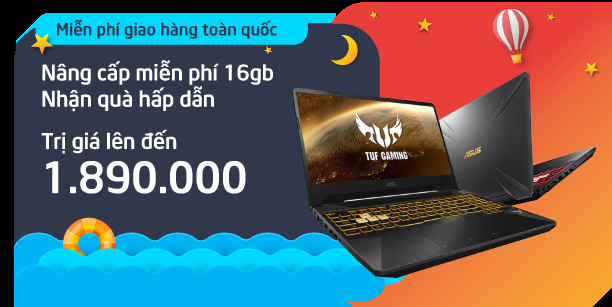 Miễn phí giao hàng toàn quốc
Nâng cấp miễn phí 16gb
Nhận quà hấp dẫn
Trị giá lên đến
1.890.000
TUF GAMING
ASUS